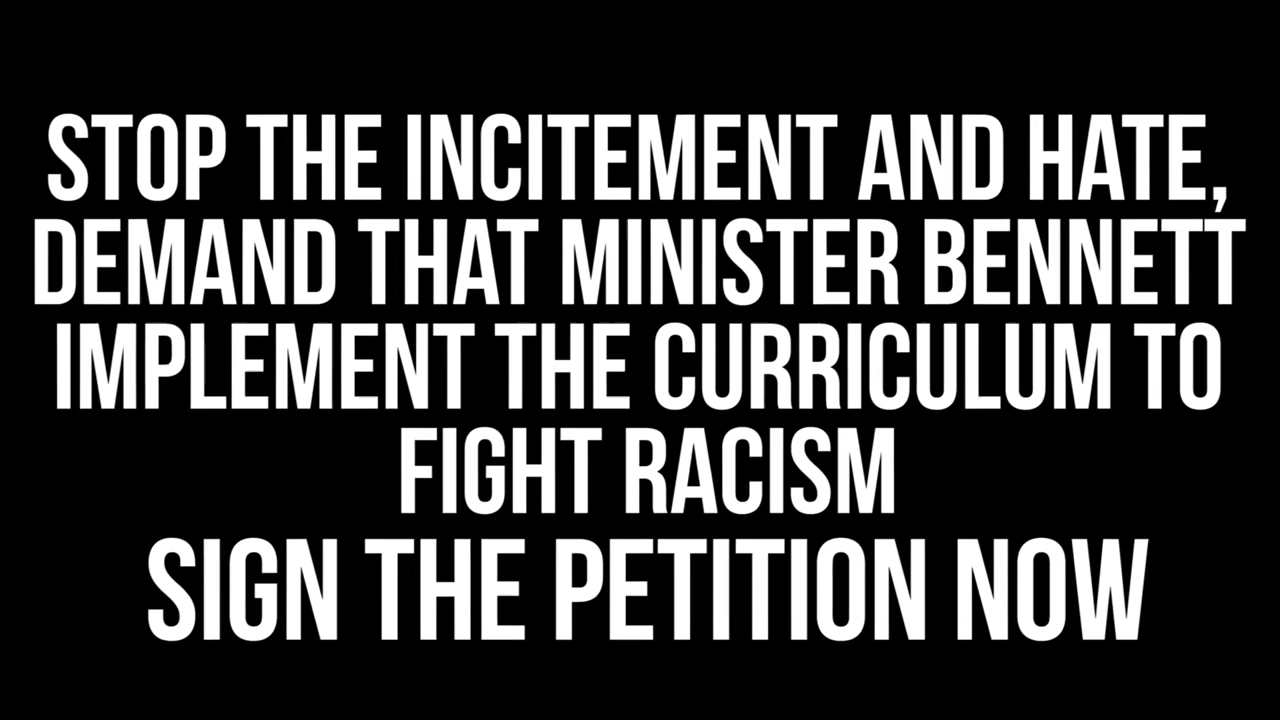 STOP THE INCITEMENT AND HATE,
DEMAND THAT MINISTER BENNETT
IMPLEMENT THE CURRICULUM TO
FIGHT RACISM
SIGN THE PETITION NOW